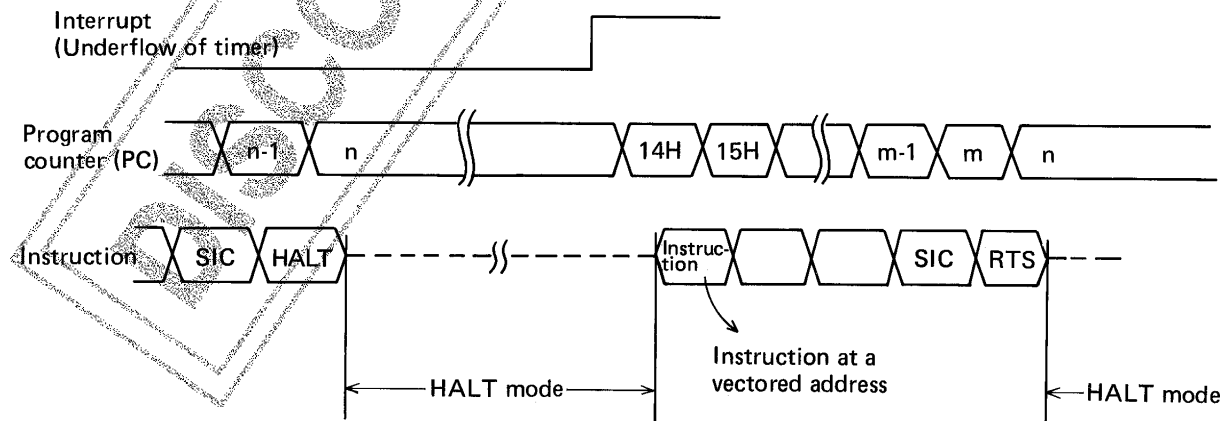 Interrupt
(Underflow of timer)
Program
counter (PC)
n-1
n
14H
15H
m-1
m
n
Instruction
SIC
HALT
Instruc-
tion
SIC
RTS
Instruction at a
vectored address
HALT mode
HALT mode